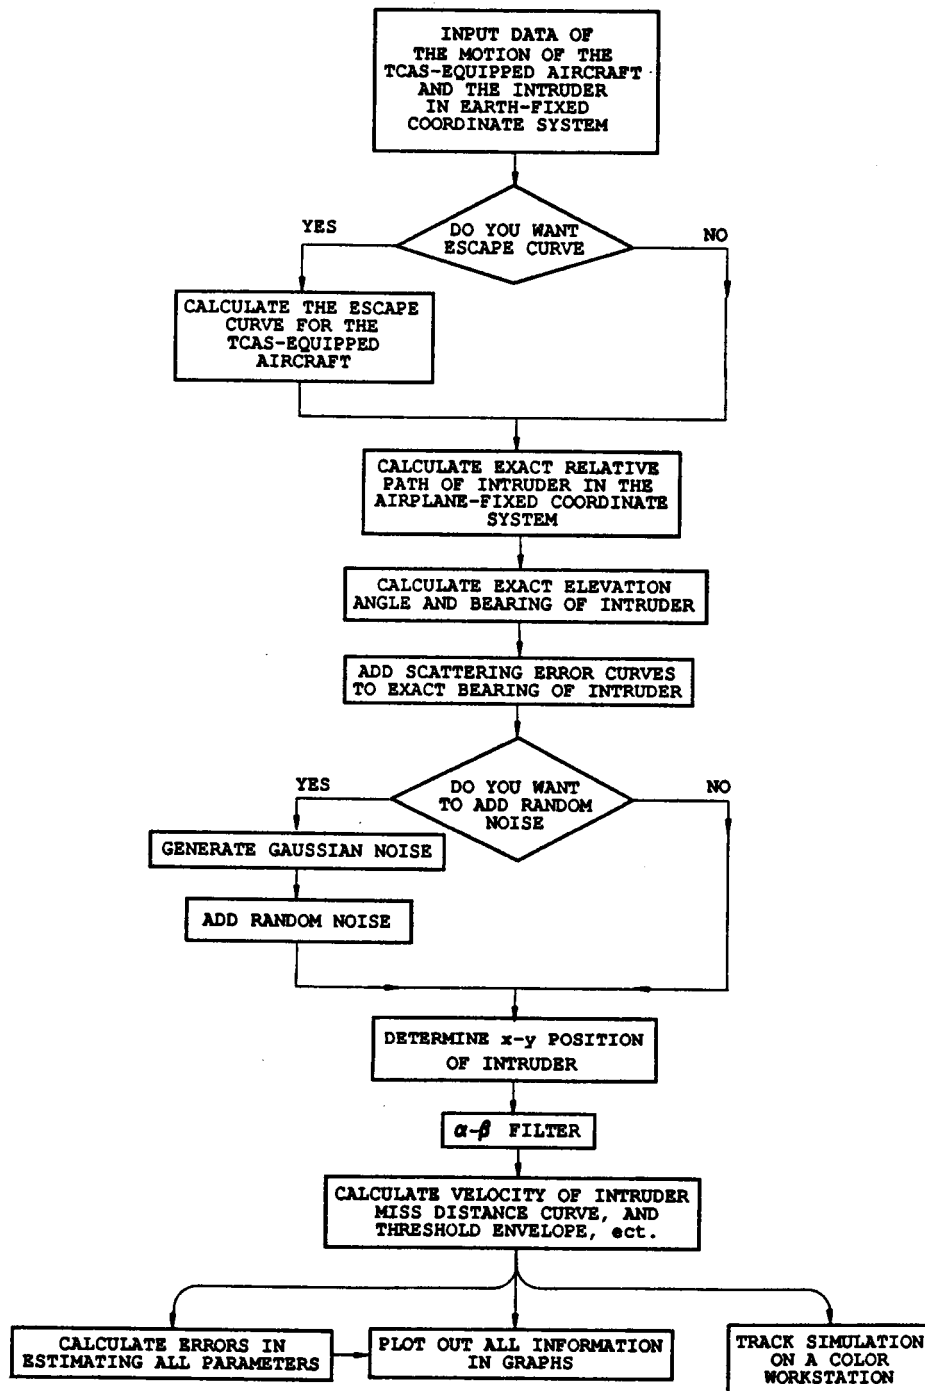 INPUT DATA OF
THE MOTION OF THE
TCAS-EQUIPPED AIRCRAFT
AND THE INTRUDER
IN EARTH-FIXED
COORDINATE SYSTEM
DO YOU WANT
ESCAPE CURVE
YES
NO
CALCULATE THE ESCAPE
CURVE FOR THE
TCAS-EQUIPPED
AIRCRAFT
CALCULATE EXACT RELATIVE
PATH OF INTRUDER IN THE
AIRPLANE-FIXED COORDINATE
SYSTEM
CALCULATE EXACT ELEVATION
ANGLE AND BEARING OF INTRUDER
ADD SCATTERING ERROR CURVES
TO EXACT BEARING OF INTRUDER
DO YOU WANT
TO ADD RANDOM
NOISE
YES
NO
GENERATE GAUSSIAN NOISE
ADD RANDOM NOISE
DETERMINE x-y POSITION
OF INTRUDER
α-β FILTER
CALCULATE VELOCITY OF INTRUDER
MISS DISTANCE CURVE, AND
THRESHOLD ENVELOPE, ect.
CALCULATE ERRORS IN
ESTIMATING ALL PARAMETERS
PLOT OUT ALL INFORMATION
IN GRAPHS
TRACK SIMULATION
ON A COLOR
WORKSTATION